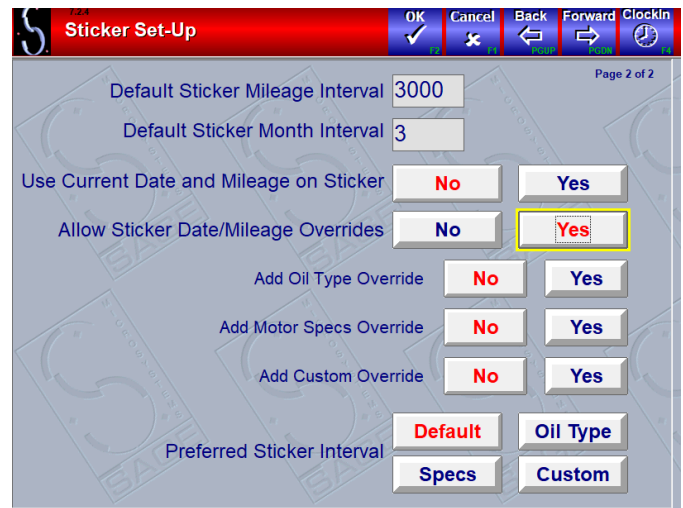 7.2.4
Sticker Set-Up
OK
F2
Cancel
F1
Back
PGUP
Forward
PGDN
ClockIn
F4
Page 2 of 2
Default Sticker Mileage Interval 3000
Default Sticker Month Interval 3
Use Current Date and Mileage on Sticker No Yes
Allow Sticker Date/Mileage Overrides No Yes
Add Oil Type Override No Yes
Add Motor Specs Override No Yes
Add Custom Override No Yes
Preferred Sticker Interval
Default Oil Type
Specs Custom